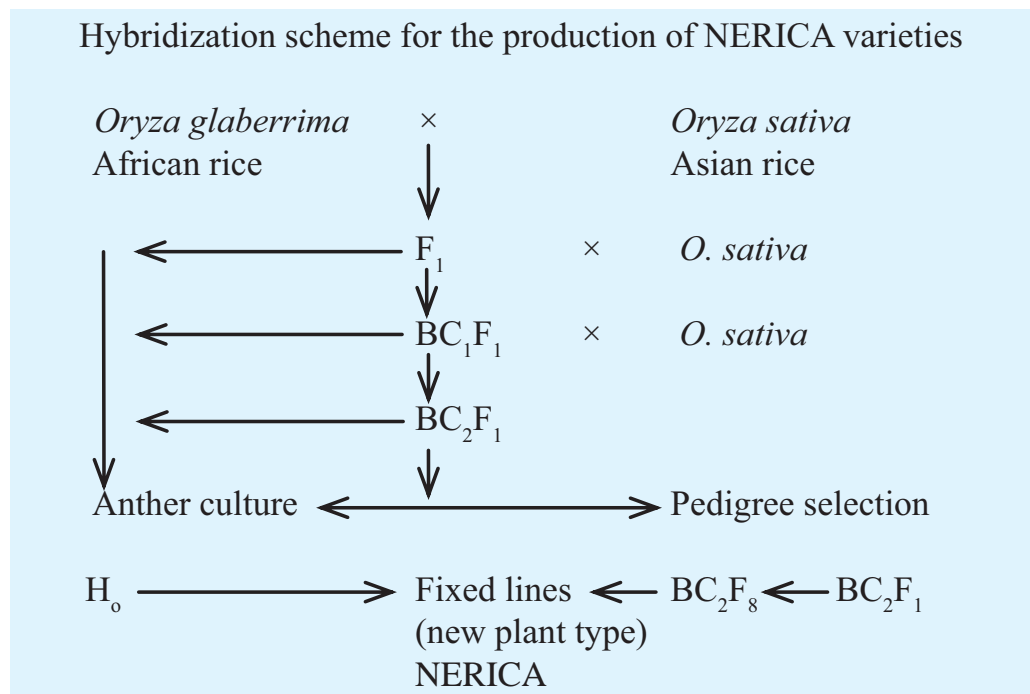 Hybridization scheme for the production of NERICA varieties
Oryza glaberrima × Oryza sativa
African rice Asian rice
F₁ × O. sativa
BC₁F₁ × O. sativa
BC₂F₁
Anther culture Pedigree selection
Hₒ Fixed lines BC₂F₈ BC₂F₁
(new plant type)
NERICA